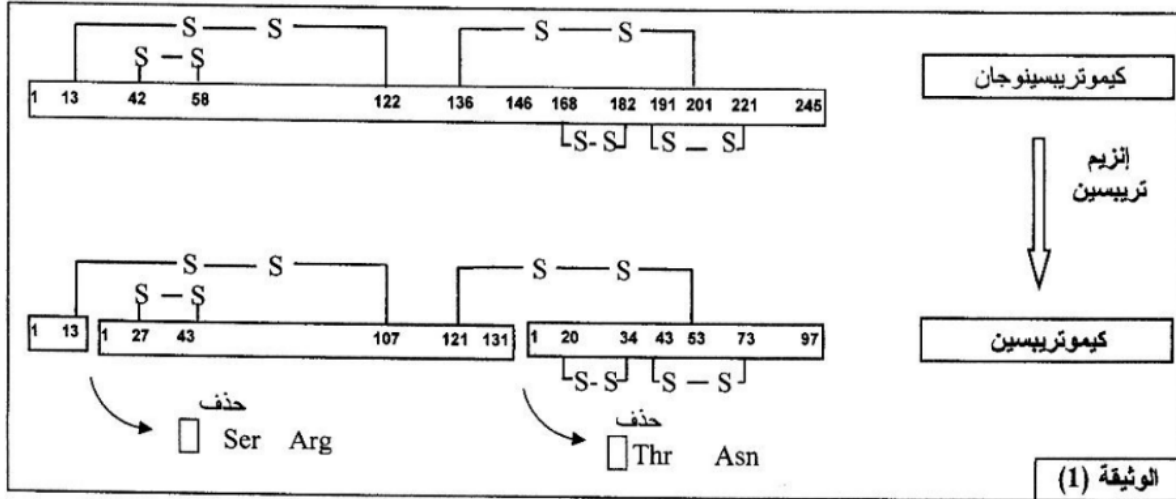 S — S S — S
S – S
1 13 42 58 122 136 146 168 182 191 201 221 245
S- S S — S
كيموتريبسينوجان
إنزيم
تريبسين
S — S S — S
S – S
1 13 1 27 43 107 121 131 1 20 34 43 53 73 97
S- S S — S
كيموتريبسين
حذف
Ser Arg
حذف
Thr Asn
الوثيقة (1)